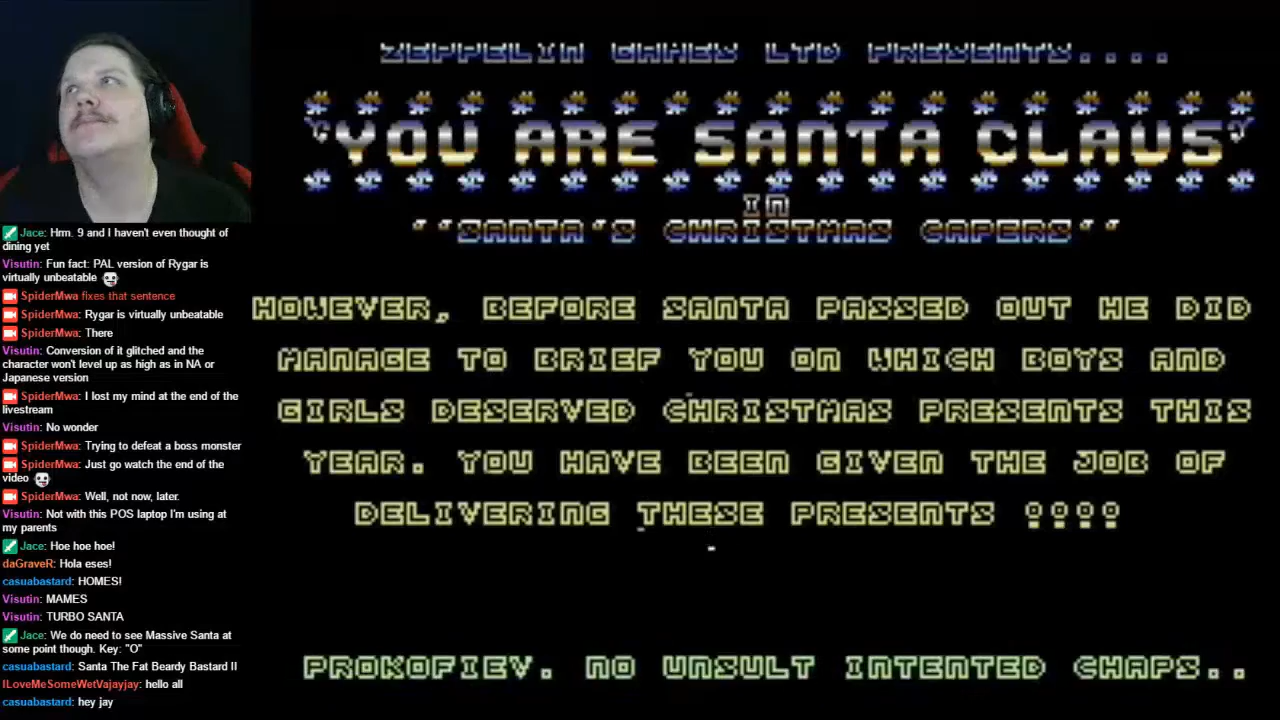 Jace: Hrm. 9 and I haven't even thought of
dining yet
Visutin: Fun fact: PAL version of Rygar is
virtually unbeatable
SpiderMwa fixes that sentence
SpiderMwa: Rygar is virtually unbeatable
SpiderMwa: There
Visutin: Conversion of it glitched and the
character won't level up as high as in NA or
Japanese version
SpiderMwa: I lost my mind at the end of the
livestream
Visutin: No wonder
SpiderMwa: Trying to defeat a boss monster
SpiderMwa: Just go watch the end of the
video
SpiderMwa: Well, not now, later.
Visutin: Not with this POS laptop I'm using at
my parents
Jace: Hoe hoe hoe!
daGraveR: Hola eses!
casuabastard: HOMES!
Visutin: MAMES
Visutin: TURBO SANTA
Jace: We do need to see Massive Santa at
some point though. Key: "O"
casuabastard: Santa The Fat Beardy Bastard II
ILoveMeSomeWetVajayjay: hello all
casuabastard: hey jay
ZEPPELIN GAMES LTD PRESENTS....
"YOU ARE SANTA CLAUS"
IN
''SANTA'S CHRISTMAS CAPERS''
HOWEVER, BEFORE SANTA PASSED OUT HE DID
MANAGE TO BRIEF YOU ON WHICH BOYS AND
GIRLS DESERVED CHRISTMAS PRESENTS THIS
YEAR. YOU HAVE BEEN GIVEN THE JOB OF
DELIVERING THESE PRESENTS !!!!
PROKOFIEV. NO UNSULT INTENTED CHAPS..